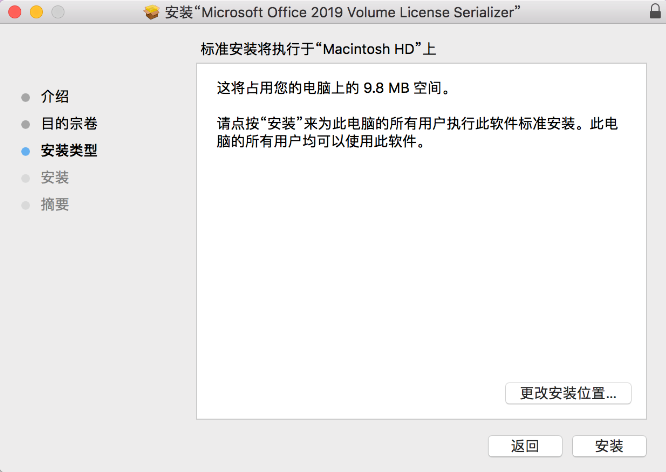 安装“Microsoft Office 2019 Volume License Serializer”
标准安装将执行于“Macintosh HD”上
介绍
目的宗卷
安装类型
安装
摘要
这将占用您的电脑上的 9.8 MB 空间。
请点按“安装”来为此电脑的所有用户执行此软件标准安装。此电
脑的所有用户均可以使用此软件。
更改安装位置...
返回
安装